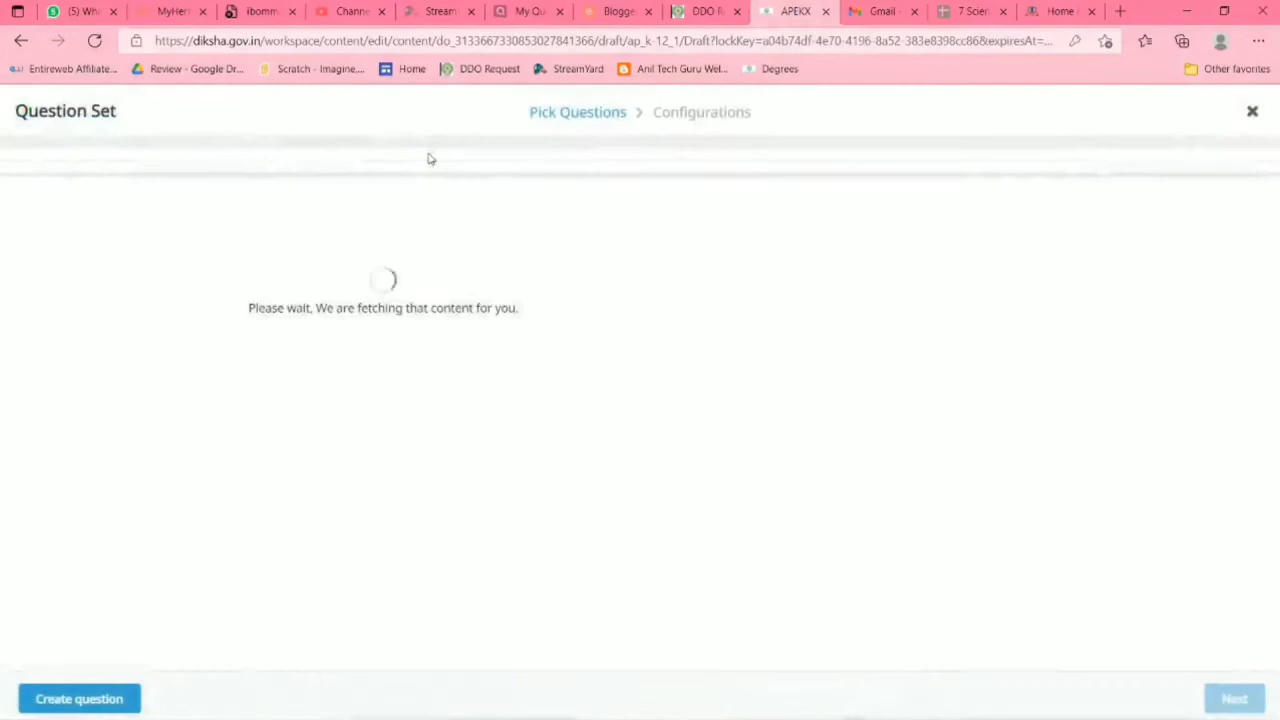 (5) Wh
MyHer
ibomm
Channe
Stream
My Qu
Blogge
DDO R
APEKX
Gmail -
7 Scien
Home
https://diksha.gov.in/workspace/content/edit/content/do_3133667330853027841366/draft/ap_k-12_1/Draft?lockKey=a04b74df-4e70-4196-8a52-383e8398cc86&expiresAt=...
Entireweb Affiliate...
Review - Google Dr...
Scratch - Imagine,...
Home
DDO Request
StreamYard
Anil Tech Guru Wel...
Degrees
Other favorites
Question Set
Pick Questions > Configurations
Please wait, We are fetching that content for you.
Create question
Next